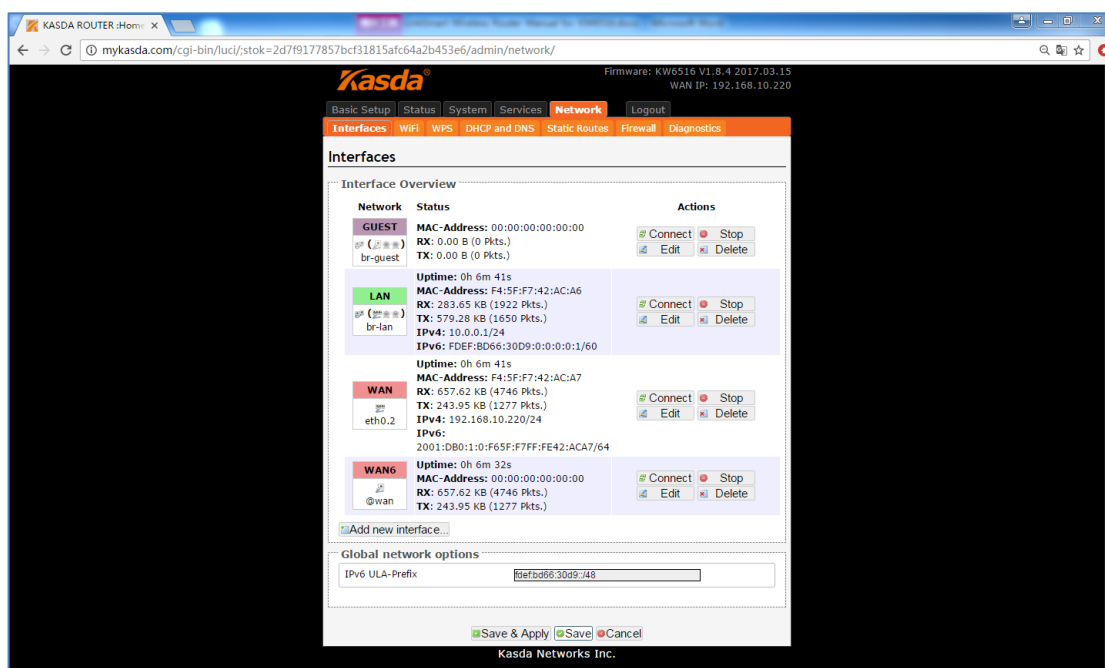 KASDA ROUTER :Home
mykasda.com/cgi-bin/luci/;stok=2d7f9177857bcf31815afc64a2b453e6/admin/network/
Kasda®
Firmware: KW6516 V1.8.4 2017.03.15
WAN IP: 192.168.10.220
Basic Setup Status System Services Network Logout
Interfaces WiFi WPS DHCP and DNS Static Routes Firewall Diagnostics
Interfaces
Interface Overview
Network Status Actions
GUEST
br-guest
MAC-Address: 00:00:00:00:00:00
RX: 0.00 B (0 Pkts.)
TX: 0.00 B (0 Pkts.)
Connect Stop
Edit Delete
LAN
br-lan
Uptime: 0h 6m 41s
MAC-Address: F4:5F:F7:42:AC:A6
RX: 283.65 KB (1922 Pkts.)
TX: 579.28 KB (1650 Pkts.)
IPv4: 10.0.0.1/24
IPv6: FDEF:BD66:30D9:0:0:0:0:1/60
Connect Stop
Edit Delete
WAN
eth0.2
Uptime: 0h 6m 41s
MAC-Address: F4:5F:F7:42:AC:A7
RX: 657.62 KB (4746 Pkts.)
TX: 243.95 KB (1277 Pkts.)
IPv4: 192.168.10.220/24
IPv6:
2001:DB0:1:0:F65F:F7FF:FE42:ACA7/64
Connect Stop
Edit Delete
WAN6
@wan
Uptime: 0h 6m 32s
MAC-Address: 00:00:00:00:00:00
RX: 657.62 KB (4746 Pkts.)
TX: 243.95 KB (1277 Pkts.)
Connect Stop
Edit Delete
Add new interface...
Global network options
IPv6 ULA-Prefix
fdef:bd66:30d9::/48
Save & Apply Save Cancel
Kasda Networks Inc.